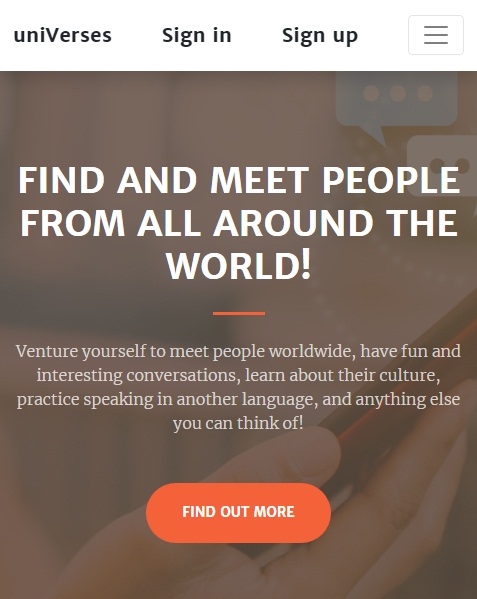 uniVerses Sign in Sign up
FIND AND MEET PEOPLE
FROM ALL AROUND THE
WORLD!
Venture yourself to meet people worldwide, have fun and
interesting conversations, learn about their culture,
practice speaking in another language, and anything else
you can think of!
FIND OUT MORE